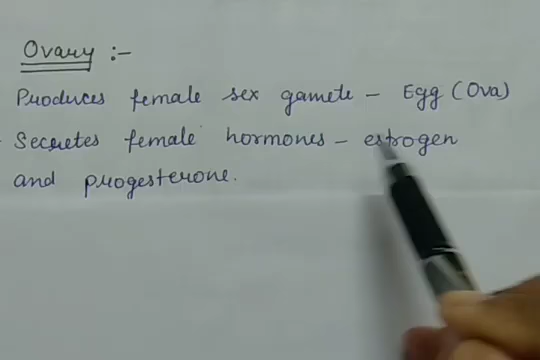 Ovary :-
Produces female sex gamete - Egg (Ova)
- Secretes female hormones - estrogen
and progesterone.